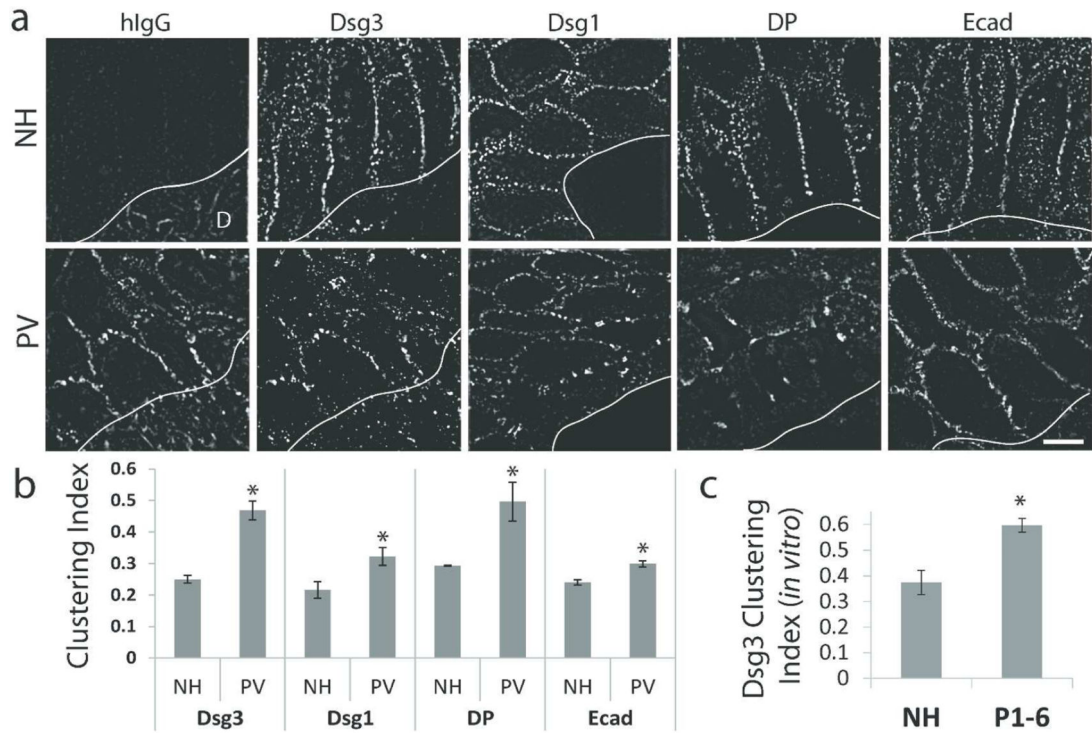 a
hIgG Dsg3 Dsg1 DP Ecad
NH
D
PV
b
Clustering Index
0.6
0.5
0.4
0.3
0.2
0.1
0
* * * *
NH PV NH PV NH PV NH PV
Dsg3 Dsg1 DP Ecad
c
Dsg3 Clustering
Index (in vitro)
0.6
0.5
0.4
0.3
0.2
0.1
0
*
NH P1-6